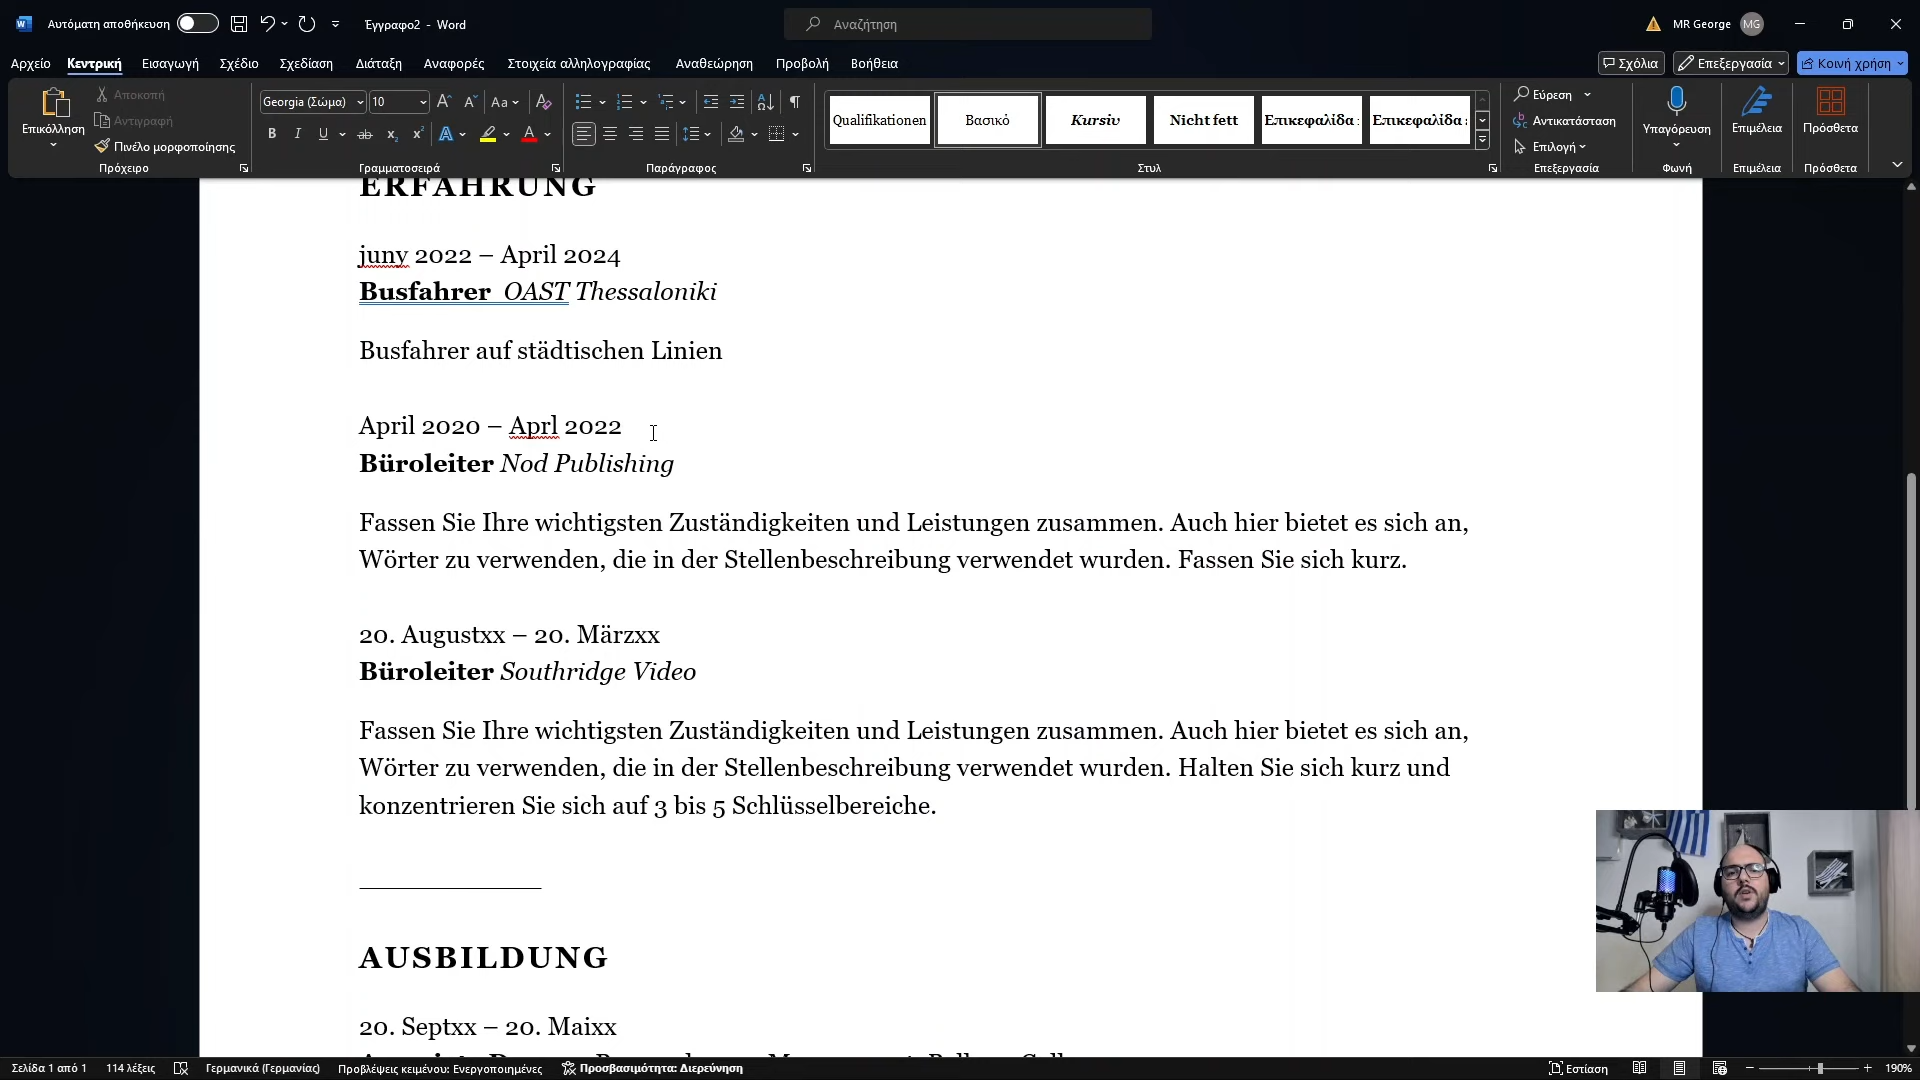 Αυτόματη αποθήκευση
Έγγραφο2 - Word
Αναζήτηση
MR George
MG
Αρχείο
Κεντρική
Εισαγωγή
Σχέδιο
Σχεδίαση
Διάταξη
Αναφορές
Στοιχεία αλληλογραφίας
Αναθεώρηση
Προβολή
Βοήθεια
Σχόλια
Επεξεργασία
Κοινή χρήση
Επικόλληση
Αποκοπή
Αντιγραφή
Πινέλο μορφοποίησης
Πρόχειρο
Georgia (Σώμα)
10
Γραμματοσειρά
Παράγραφος
Qualifikationen
Βασικό
Kursiv
Nicht fett
Επικεφαλίδα
Επικεφαλίδα
Στυλ
Εύρεση
Αντικατάσταση
Επιλογή
Επεξεργασία
Υπαγόρευση
Φωνή
Επιμέλεια
Επιμέλεια
Πρόσθετα
Πρόσθετα
ERFAHRUNG
juny 2022 – April 2024
Busfahrer OAST Thessaloniki
Busfahrer auf städtischen Linien
April 2020 – Aprl 2022
Büroleiter Nod Publishing
Fassen Sie Ihre wichtigsten Zuständigkeiten und Leistungen zusammen. Auch hier bietet es sich an,
Wörter zu verwenden, die in der Stellenbeschreibung verwendet wurden. Fassen Sie sich kurz.
20. Augustxx – 20. Märzxx
Büroleiter Southridge Video
Fassen Sie Ihre wichtigsten Zuständigkeiten und Leistungen zusammen. Auch hier bietet es sich an,
Wörter zu verwenden, die in der Stellenbeschreibung verwendet wurden. Halten Sie sich kurz und
konzentrieren Sie sich auf 3 bis 5 Schlüsselbereiche.
AUSBILDUNG
20. Septxx – 20. Maixx
Σελίδα 1 από 1
114 λέξεις
Γερμανικά (Γερμανίας)
Προβλέψεις κειμένου: Ενεργοποιημένες
Προσβασιμότητα: Διερεύνηση
Εστίαση
190%